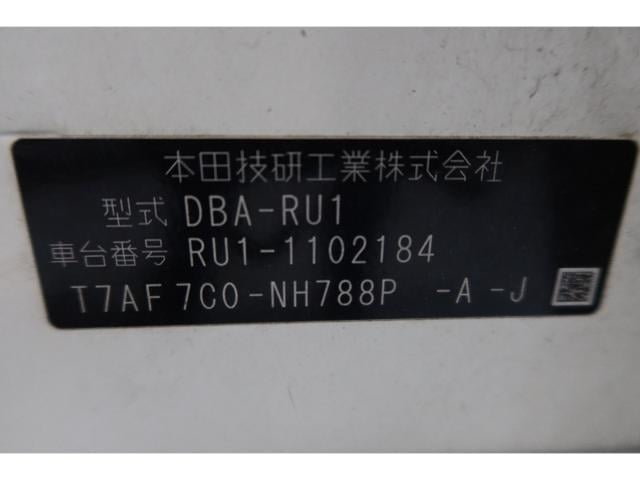 本田技研工業株式会社
型式 DBA-RU1
車台番号 RU1-1102184
T7AF 7C0-NH788P -A -J